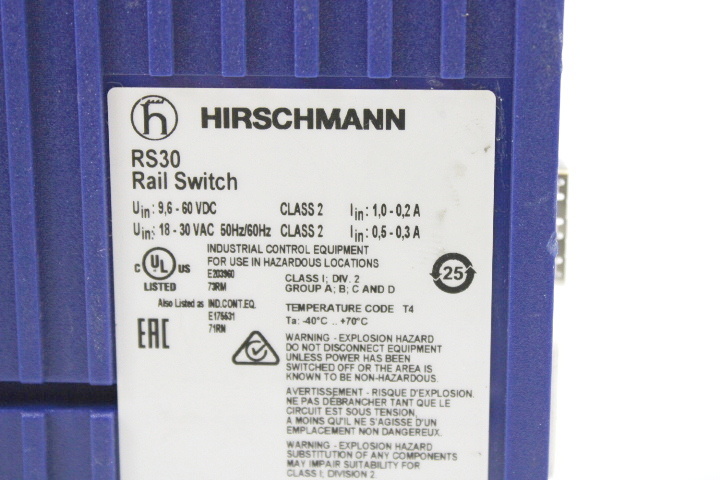 HIRSCHMANN
RS30
Rail Switch
Uin: 9,6 - 60 VDC CLASS 2 Iin: 1,0 - 0,2 A
Uin: 18 - 30 VAC 50Hz/60Hz CLASS 2 Iin: 0,5 - 0,3 A
INDUSTRIAL CONTROL EQUIPMENT
FOR USE IN HAZARDOUS LOCATIONS
C UL US
LISTED
E203960
73RM
CLASS I; DIV. 2
GROUP A; B; C AND D
25
Also Listed as IND.CONT.EQ.
E175531
71RN
TEMPERATURE CODE T4
Ta: -40°C .. +70°C
EAC
WARNING - EXPLOSION HAZARD
DO NOT DISCONNECT EQUIPMENT
UNLESS POWER HAS BEEN
SWITCHED OFF OR THE AREA IS
KNOWN TO BE NON-HAZARDOUS.
AVERTISSEMENT - RISQUE D'EXPLOSION.
NE PAS DÉBRANCHER TANT QUE LE
CIRCUIT EST SOUS TENSION,
A MOINS QU'IL NE S'AGISSE D'UN
EMPLACEMENT NON DANGEREUX.
WARNING - EXPLOSION HAZARD
SUBSTITUTION OF ANY COMPONENTS
MAY IMPAIR SUITABILITY FOR
CLASS I; DIVISION 2